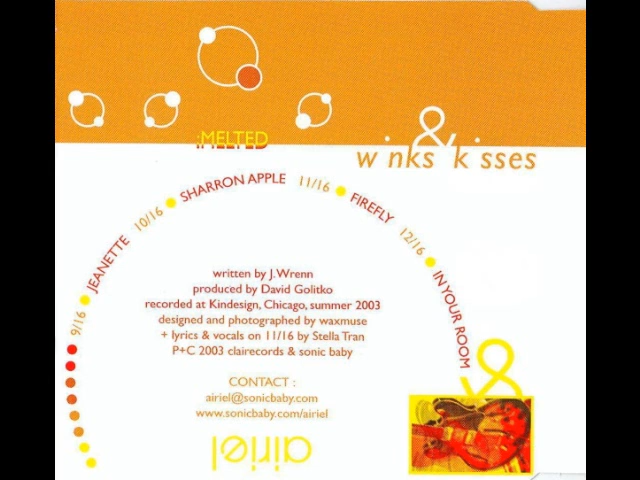 :MELTED
winks & kisses
9/16 JEANETTE 10/16 SHARRON APPLE 11/16 FIREFLY 12/16 IN YOUR ROOM &
written by J.Wrenn
produced by David Golitko
recorded at Kindesign, Chicago, summer 2003
designed and photographed by waxmuse
+ lyrics & vocals on 11/16 by Stella Tran
P+C 2003 clairecords & sonic baby
CONTACT :
airiel@sonicbaby.com
www.sonicbaby.com/airiel
airiel